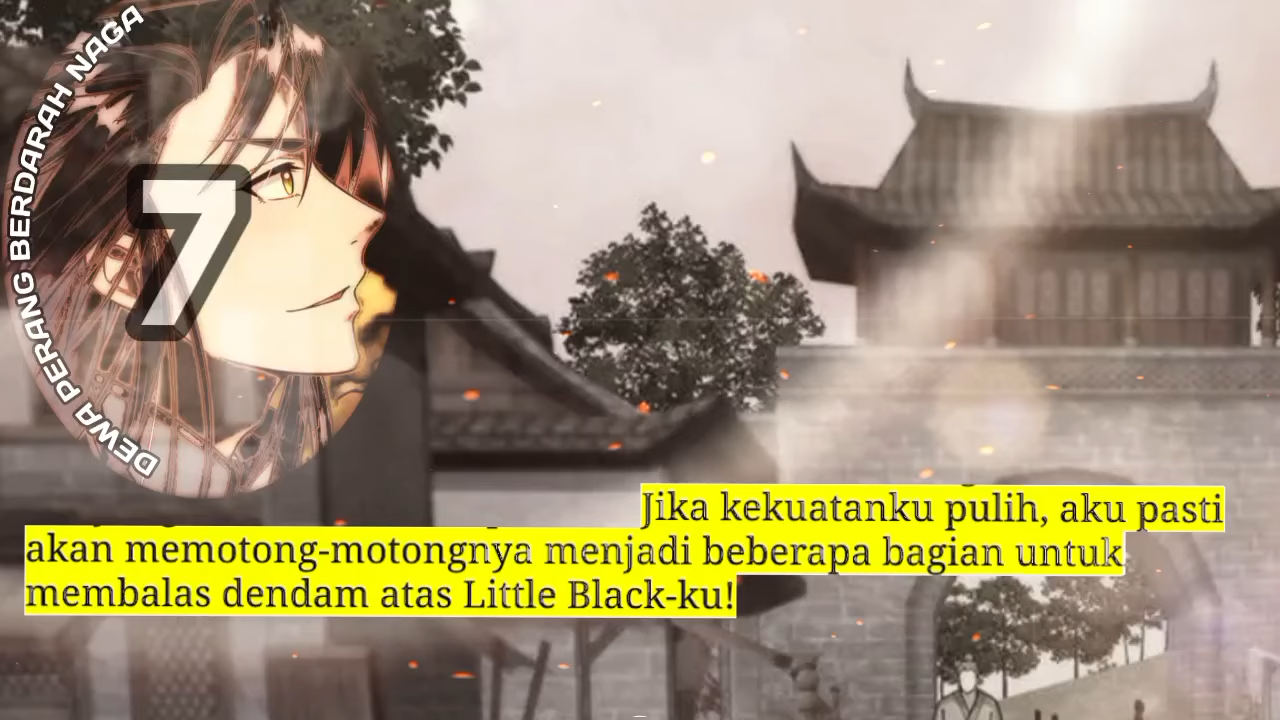 DEWA PERANG BERDARAH NAGA
7
Jika kekuatanku pulih, aku pasti
akan memotong-motongnya menjadi beberapa bagian untuk
membalas dendam atas Little Black-ku!